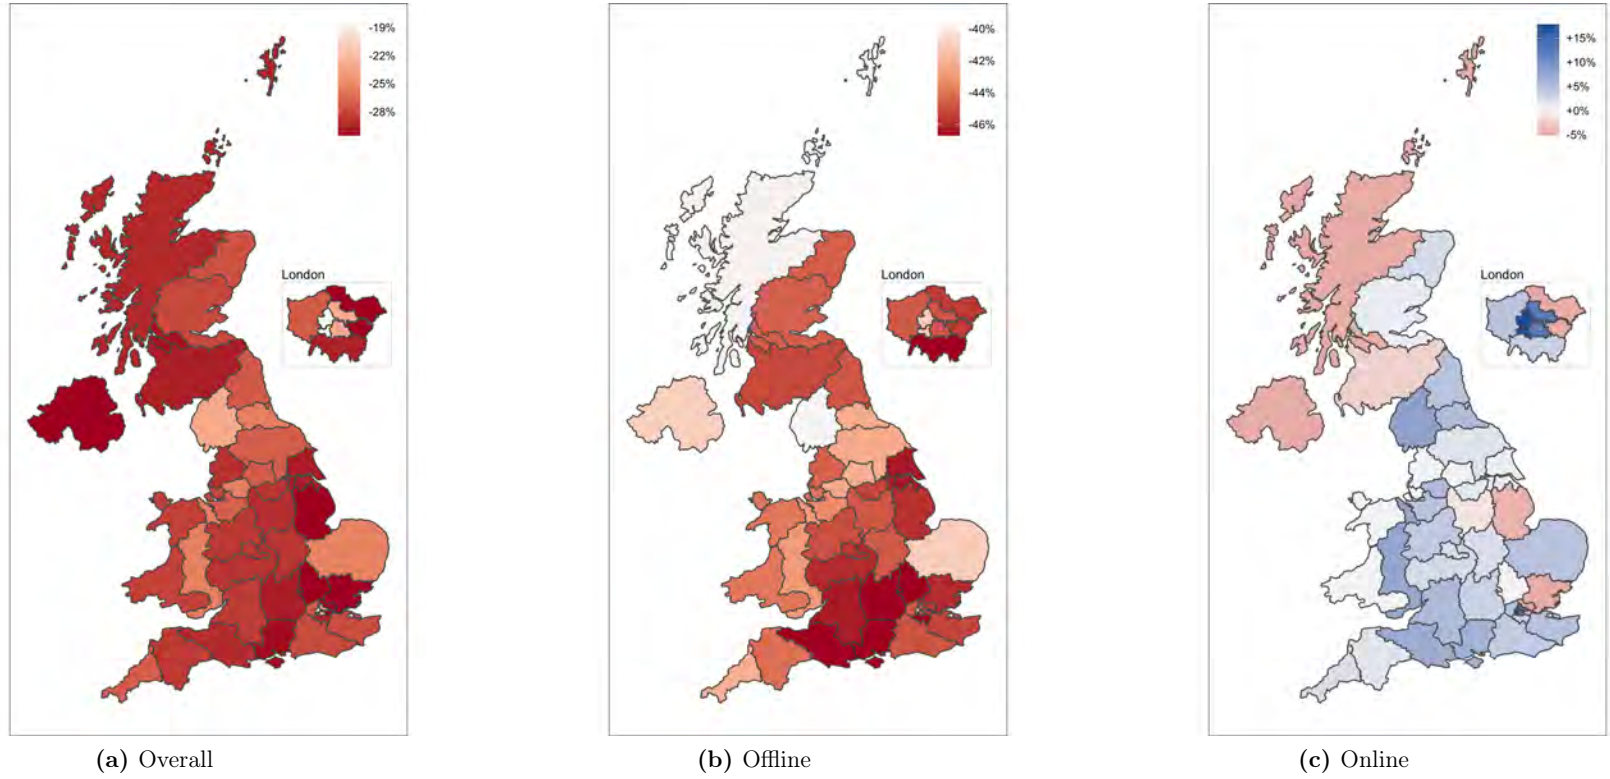 -19%
-22%
-25%
-28%
London
-40%
-42%
-44%
-46%
London
+15%
+10%
+5%
+0%
-5%
London
(a) Overall
(b) Offline
(c) Online